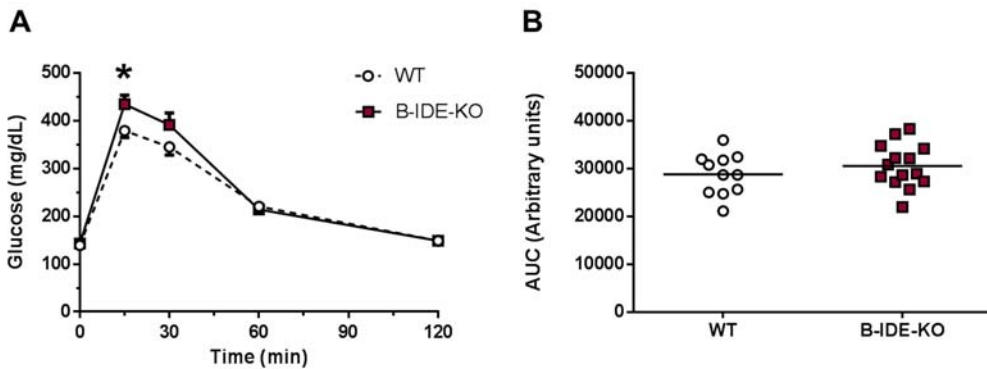 A
B
Glucose (mg/dL)
500
400
300
200
100
0
*
WT
B-IDE-KO
0
30
60
90
120
Time (min)
AUC (Arbitrary units)
50000
40000
30000
20000
10000
0
WT
B-IDE-KO